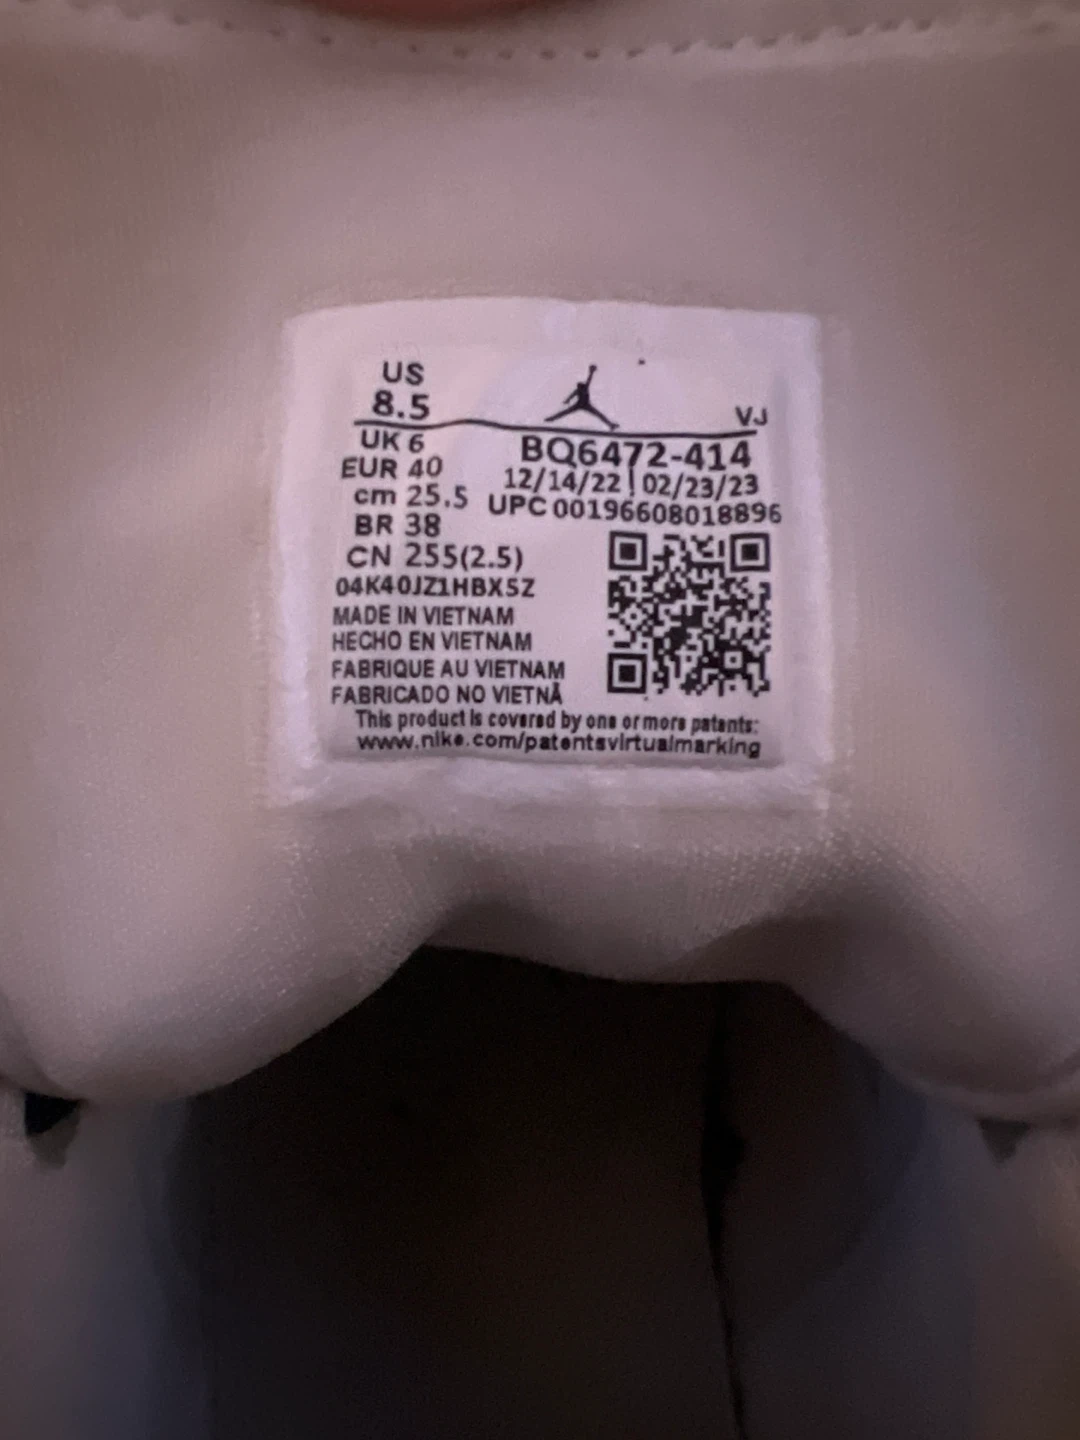 US
8.5
VJ
UK 6
BQ6472-414
EUR 40
12/14/22 | 02/23/23
cm 25.5
UPC 00196608018896
BR 38
CN 255(2.5)
04K40JZ1HBX5Z
MADE IN VIETNAM
HECHO EN VIETNAM
FABRIQUE AU VIETNAM
FABRICADO NO VIETNÃ
This product is covered by one or more patents:
www.nike.com/patentsvirtualmarking